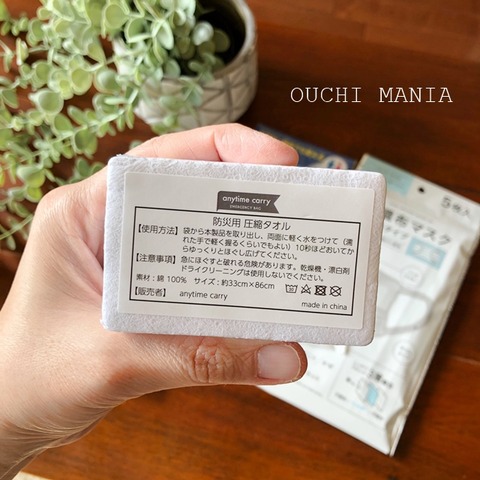 OUCHI MANIA
anytime carry
EMERGENCY BAG
防災用 圧縮タオル
【使用方法】袋から本製品を取り出し、両面に軽く水をつけて(濡
れた手で軽く握るくらいでもよい)10秒ほどおいてか
らゆっくりとほぐし広げてください。
【注意事項】急にほぐすと破れる危険があります。乾燥機・漂白剤
ドライクリーニングは使用しないでください。
素材:綿 100% サイズ:約33cm×86cm
【販売者】 anytime carry
made in china
5枚入